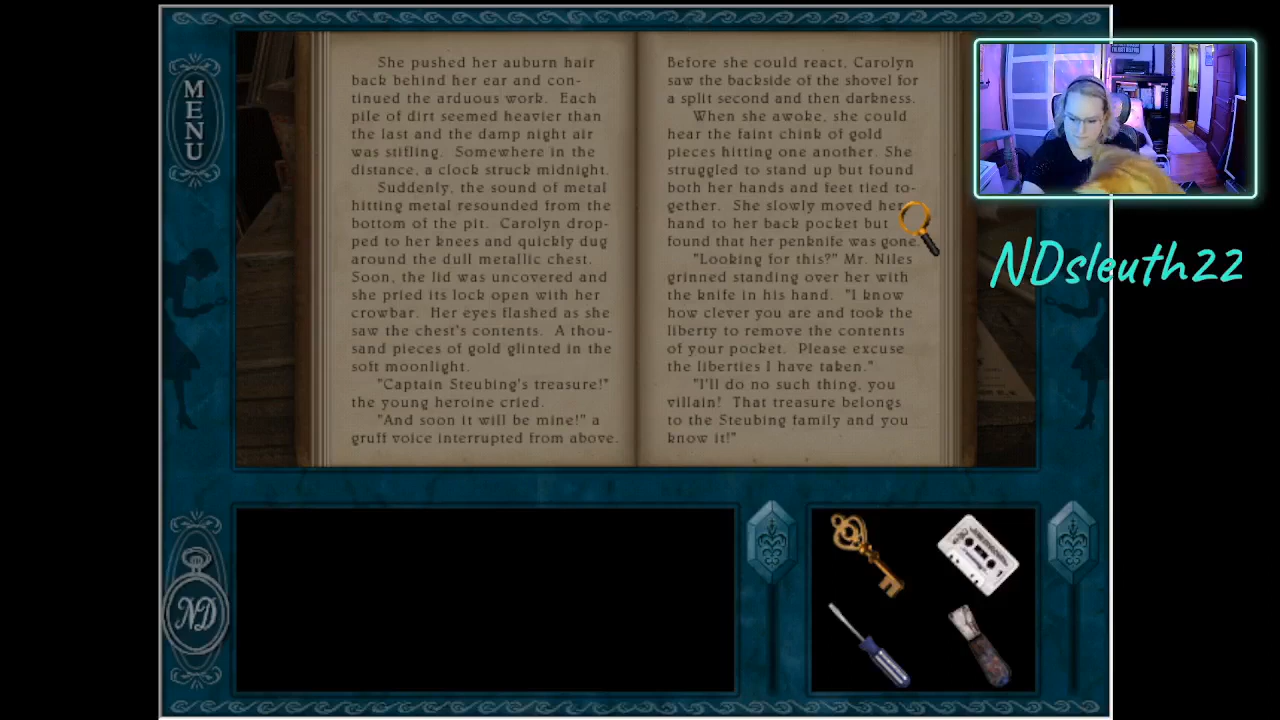 MENU
She pushed her auburn hair
back behind her ear and con-
tinued the arduous work. Each
pile of dirt seemed heavier than
the last and the damp night air
was stifling. Somewhere in the
distance, a clock struck midnight.
Suddenly, the sound of metal
hitting metal resounded from the
bottom of the pit. Carolyn drop-
ped to her knees and quickly dug
around the dull metallic chest.
Soon, the lid was uncovered and
she pried its lock open with her
crowbar. Her eyes flashed as she
saw the chest's contents. A thou-
sand pieces of gold glinted in the
soft moonlight.
"Captain Steubing's treasure!"
the young heroine cried.
"And soon it will be mine!" a
gruff voice interrupted from above.
Before she could react, Carolyn
saw the backside of the shovel for
a split second and then darkness.
When she awoke, she could
hear the faint chink of gold
pieces hitting one another. She
struggled to stand up but found
both her hands and feet tied to-
gether. She slowly moved her
hand to her back pocket but
found that her penknife was gone.
"Looking for this?" Mr. Niles
grinned standing over her with
the knife in his hand. "I know
how clever you are and took the
liberty to remove the contents
of your pocket. Please excuse
the liberties I have taken."
"I'll do no such thing, you
villain! That treasure belongs
to the Steubing family and you
know it!"
NDsleuth22
ND